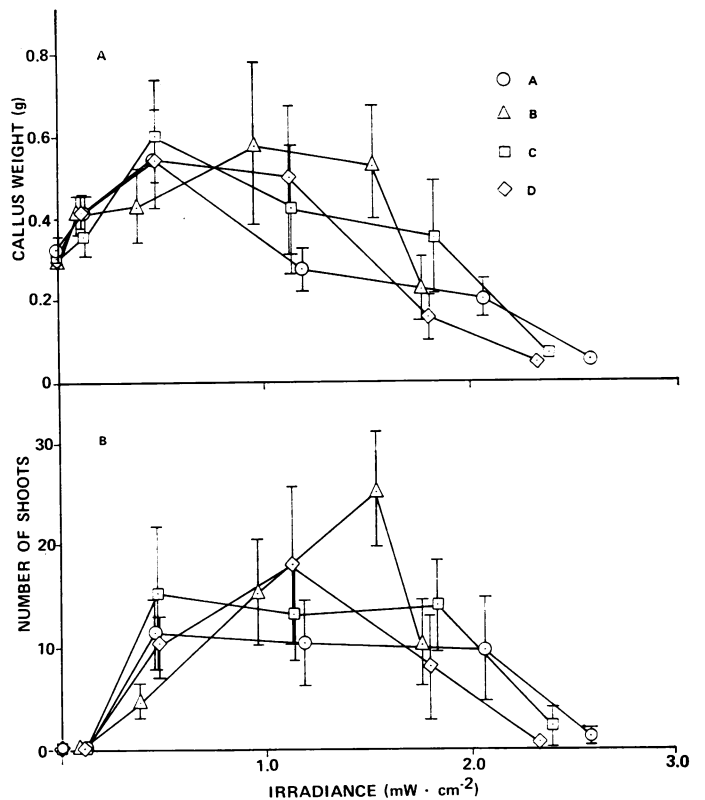 0.8
A
A
B
0.6
C
D
0.4
CALLUS WEIGHT (g)
0.2
0
30
B
20
NUMBER OF SHOOTS
10
0
1.0 2.0 3.0
IRRADIANCE (mW · cm-2)